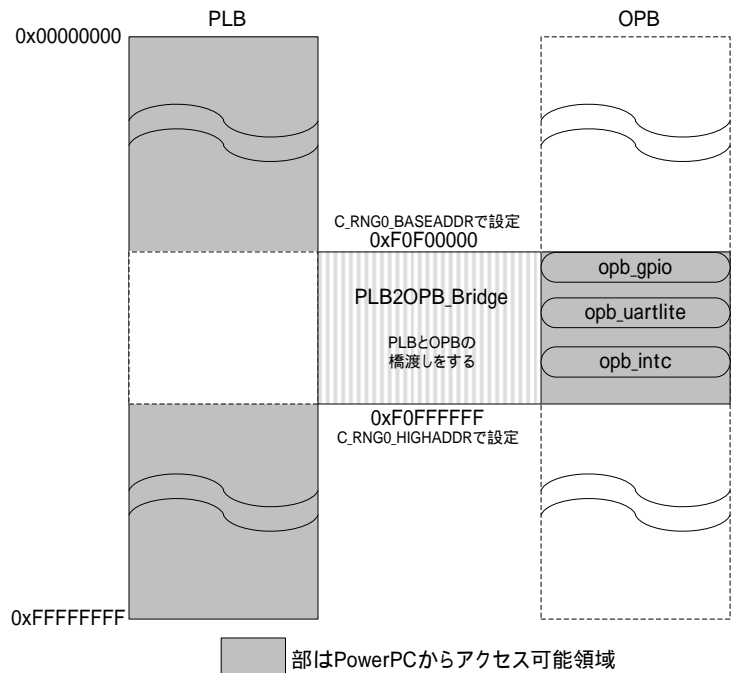 PLB
OPB
0x00000000
C_RNG0_BASEADDRで設定
0xF0F00000
PLB2OPB_Bridge
PLBとOPBの
橋渡しをする
opb_gpio
opb_uartlite
opb_intc
0xF0FFFFFF
C_RNG0_HIGHADDRで設定
0xFFFFFFFF
部はPowerPCからアクセス可能領域